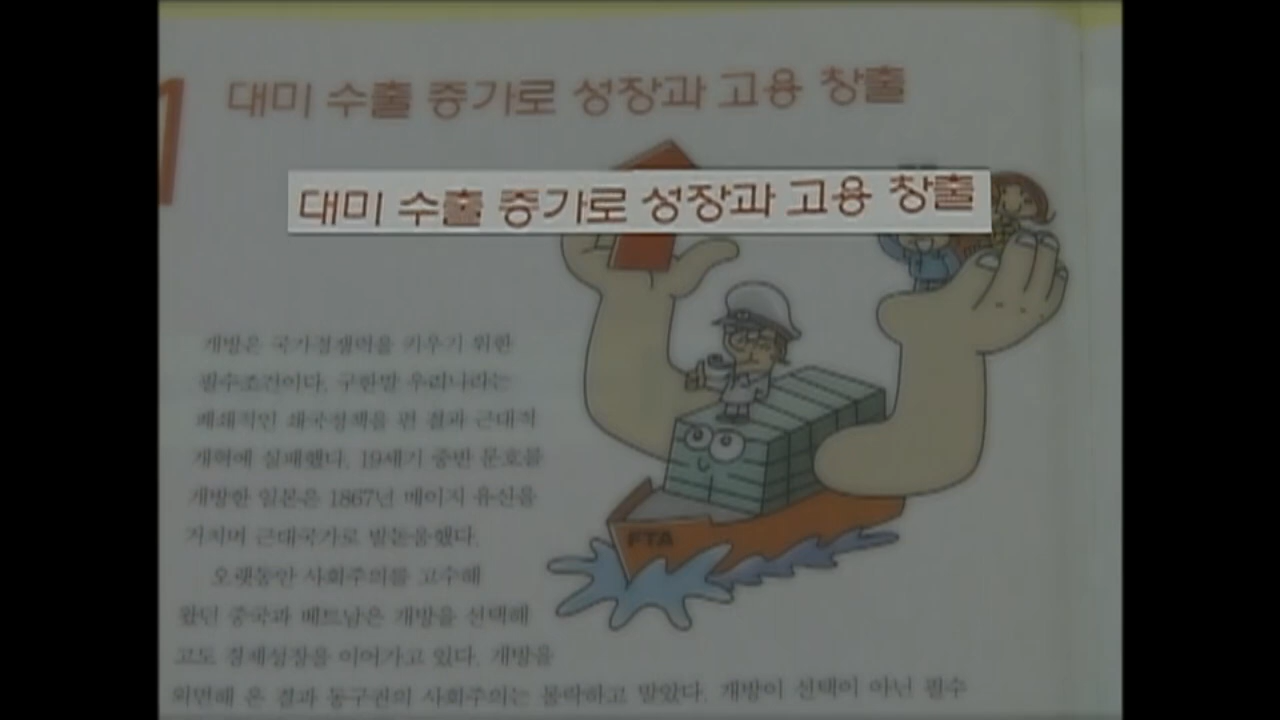 1
대미 수출 증가로 성장과 고용 창출
대미 수출 증가로 성장과 고용 창출
개방은 국가경쟁력을 키우기 위한
필수조건이다. 구한말 우리나라는
폐쇄적인 쇄국정책을 편 결과 근대적
개혁에 실패했다. 19세기 중반 문호를
개방한 일본은 1867년 메이지 유신을
거치며 근대국가로 발돋움했다.
오랫동안 사회주의를 고수해
왔던 중국과 베트남은 개방을 선택해
고도 경제성장을 이어가고 있다. 개방을
외면해 온 결과 동구권의 사회주의는 몰락하고 말았다. 개방이 선택이 아닌 필수
FTA